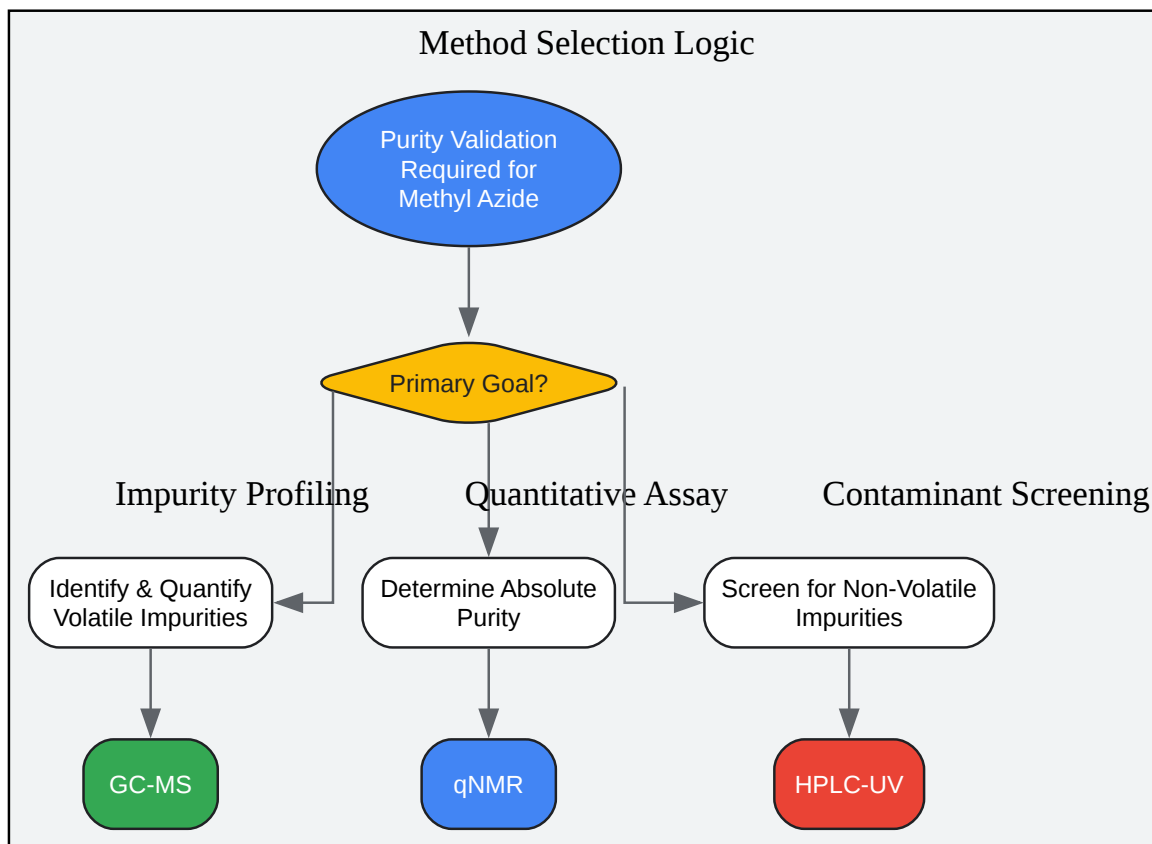 Method Selection Logic
Purity Validation
Required for
Methyl Azide
Primary Goal?
Impurity Profiling
Quantitative Assay
Contaminant Screening
Identify & Quantify
Volatile Impurities
Determine Absolute
Purity
Screen for Non-Volatile
Impurities
GC-MS
qNMR
HPLC-UV